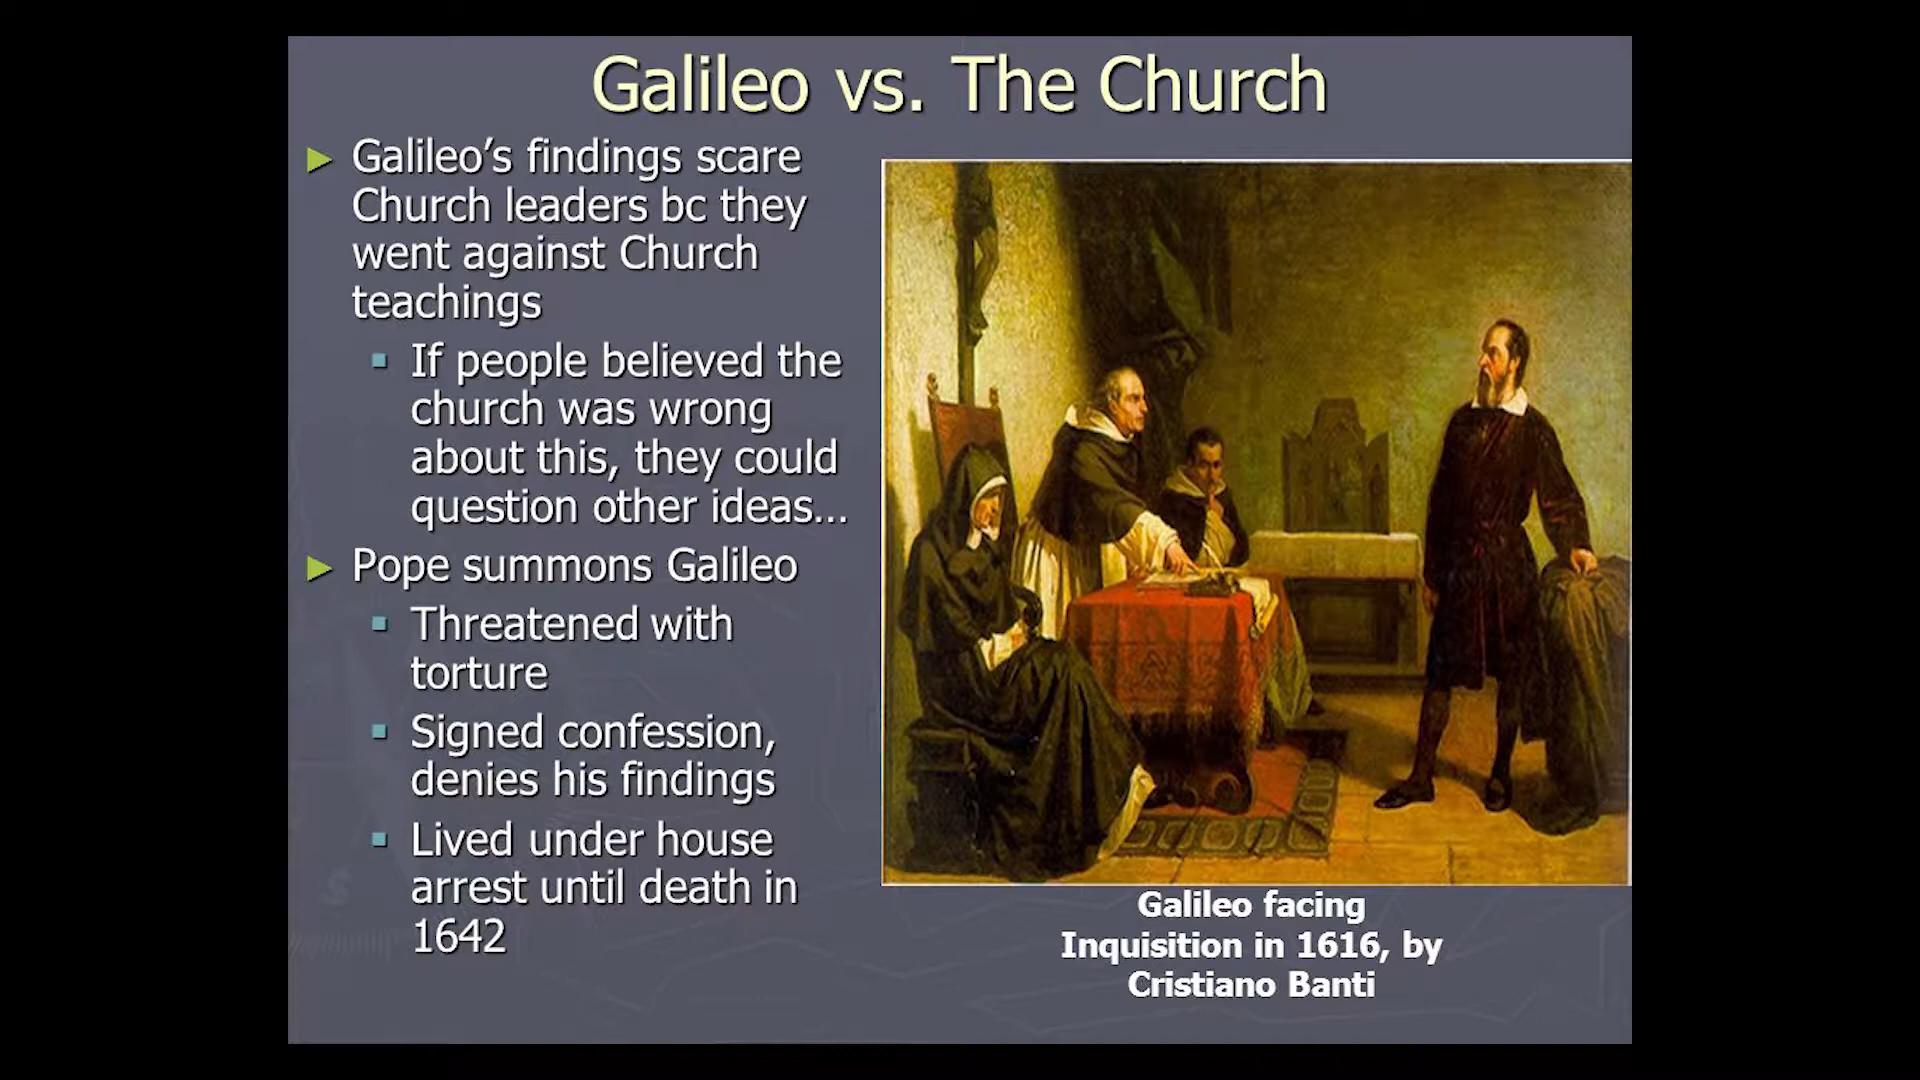 Galileo vs. The Church
Galileo’s findings scare
Church leaders bc they
went against Church
teachings
If people believed the
church was wrong
about this, they could
question other ideas…
Pope summons Galileo
Threatened with
torture
Signed confession,
denies his findings
Lived under house
arrest until death in
1642
Galileo facing
Inquisition in 1616, by
Cristiano Banti